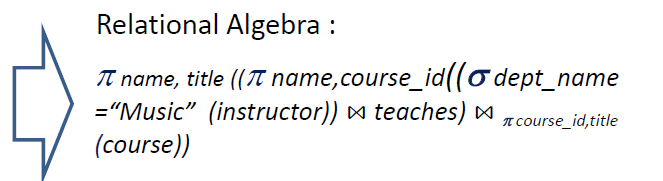 Relational Algebra :
π name, title ((π name,course_id((σ dept_name
=“Music” (instructor)) ⋈ teaches) ⋈ π course_id,title
(course))